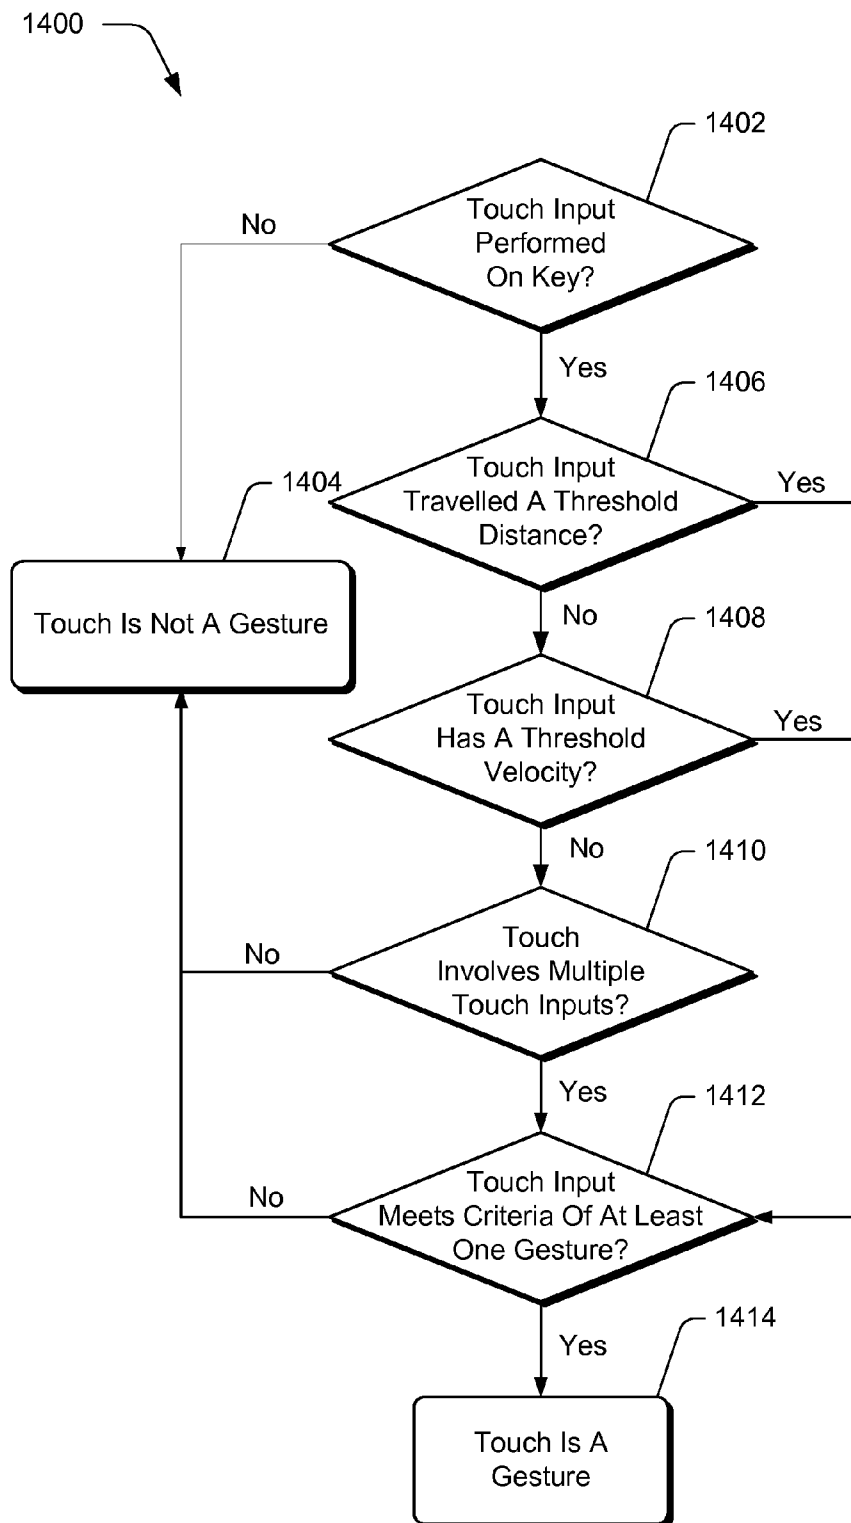 1400
1402
Touch Input
Performed
On Key?
No
Yes
1406
Touch Input
Travelled A Threshold
Distance?
Yes
1404
Touch Is Not A Gesture
No
1408
Touch Input
Has A Threshold
Velocity?
Yes
No
1410
Touch
Involves Multiple
Touch Inputs?
No
Yes
1412
Touch Input
Meets Criteria Of At Least
One Gesture?
No
Yes
1414
Touch Is A
Gesture